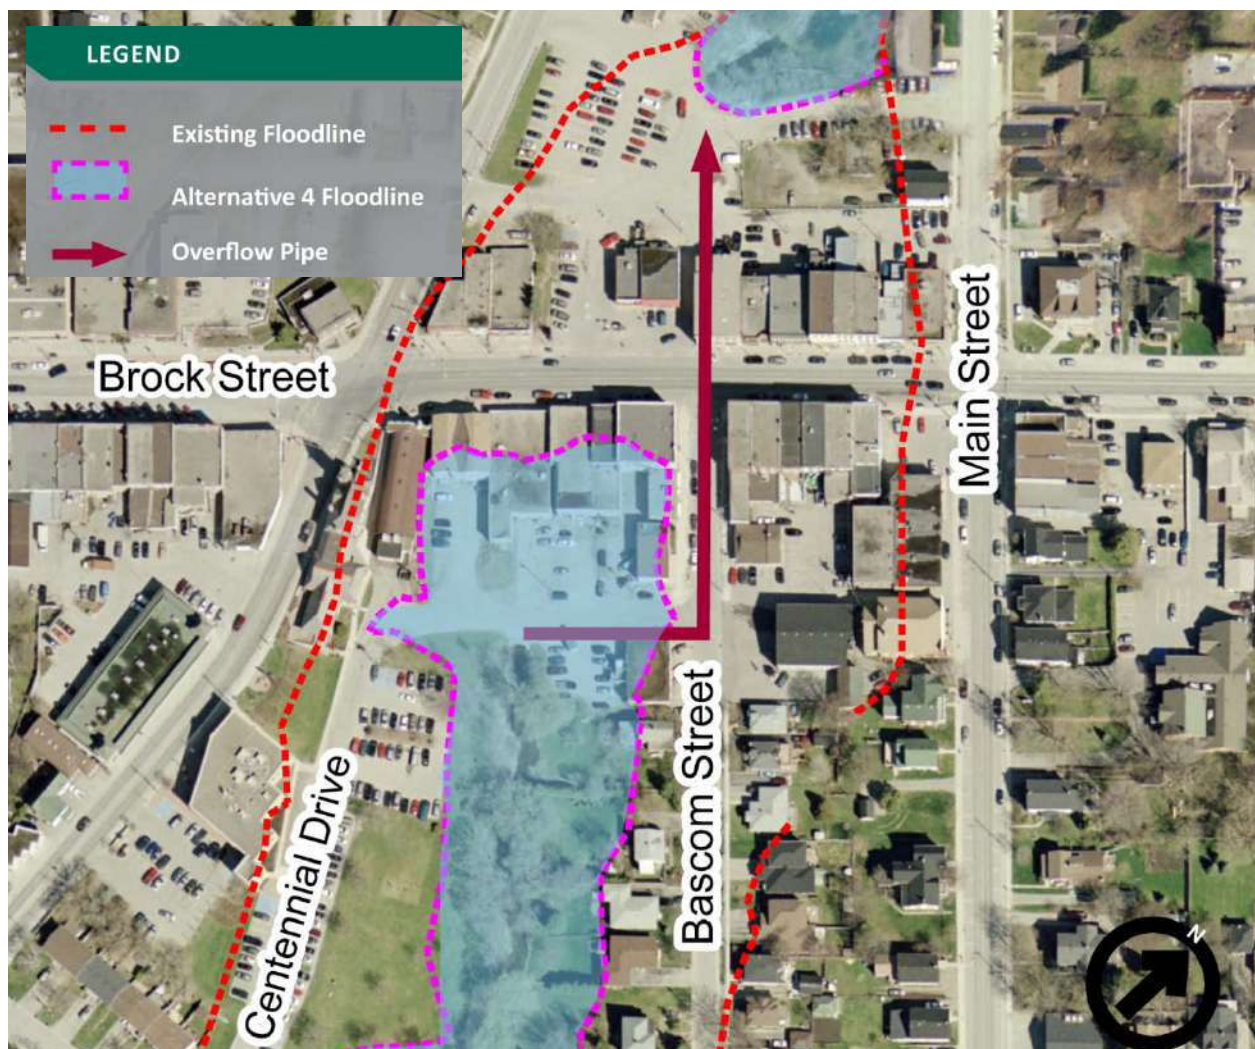 LEGEND
Existing Floodline
Alternative 4 Floodline
Overflow Pipe
Brock Street
Main Street
Bascom Street
Centennial Drive
N